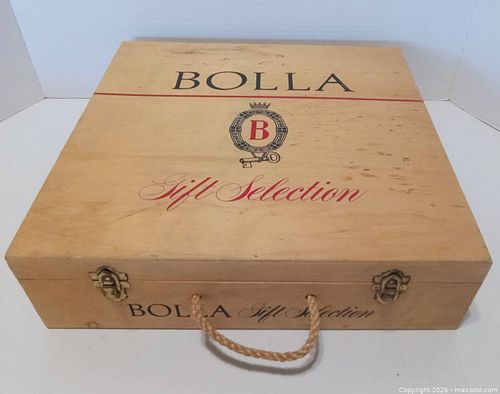 BOLLA
B
Gift Selection
BOLLA Gift Selection
Copyright 2026 - maxsold.com